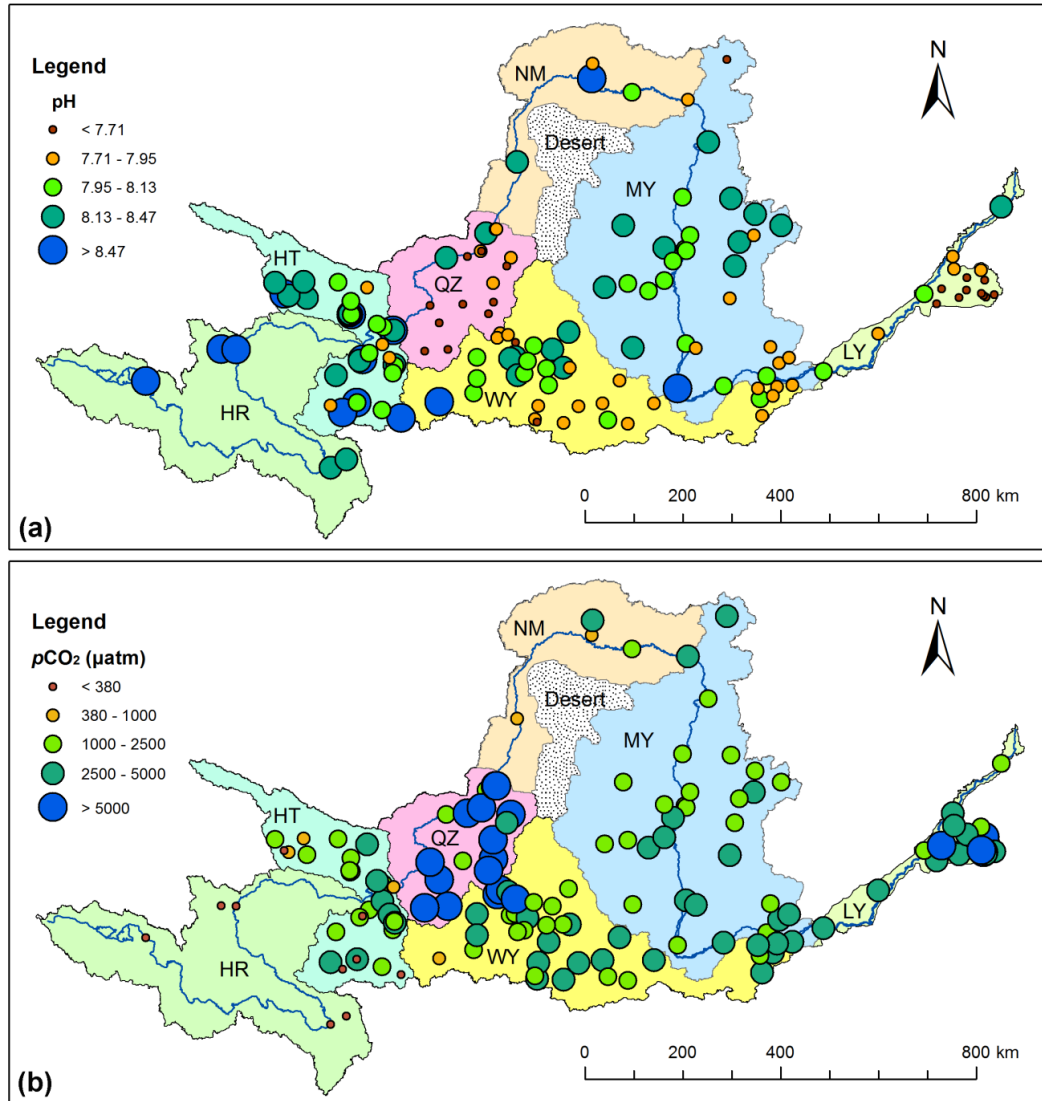 Legend
pH
< 7.71
7.71 - 7.95
7.95 - 8.13
8.13 - 8.47
> 8.47
N
NM
Desert
MY
HT
QZ
LY
HR
WY
0 200 400 800 km
(a)
Legend
pCO₂ (µatm)
< 380
380 - 1000
1000 - 2500
2500 - 5000
> 5000
N
NM
Desert
MY
HT
QZ
LY
HR
WY
0 200 400 800 km
(b)